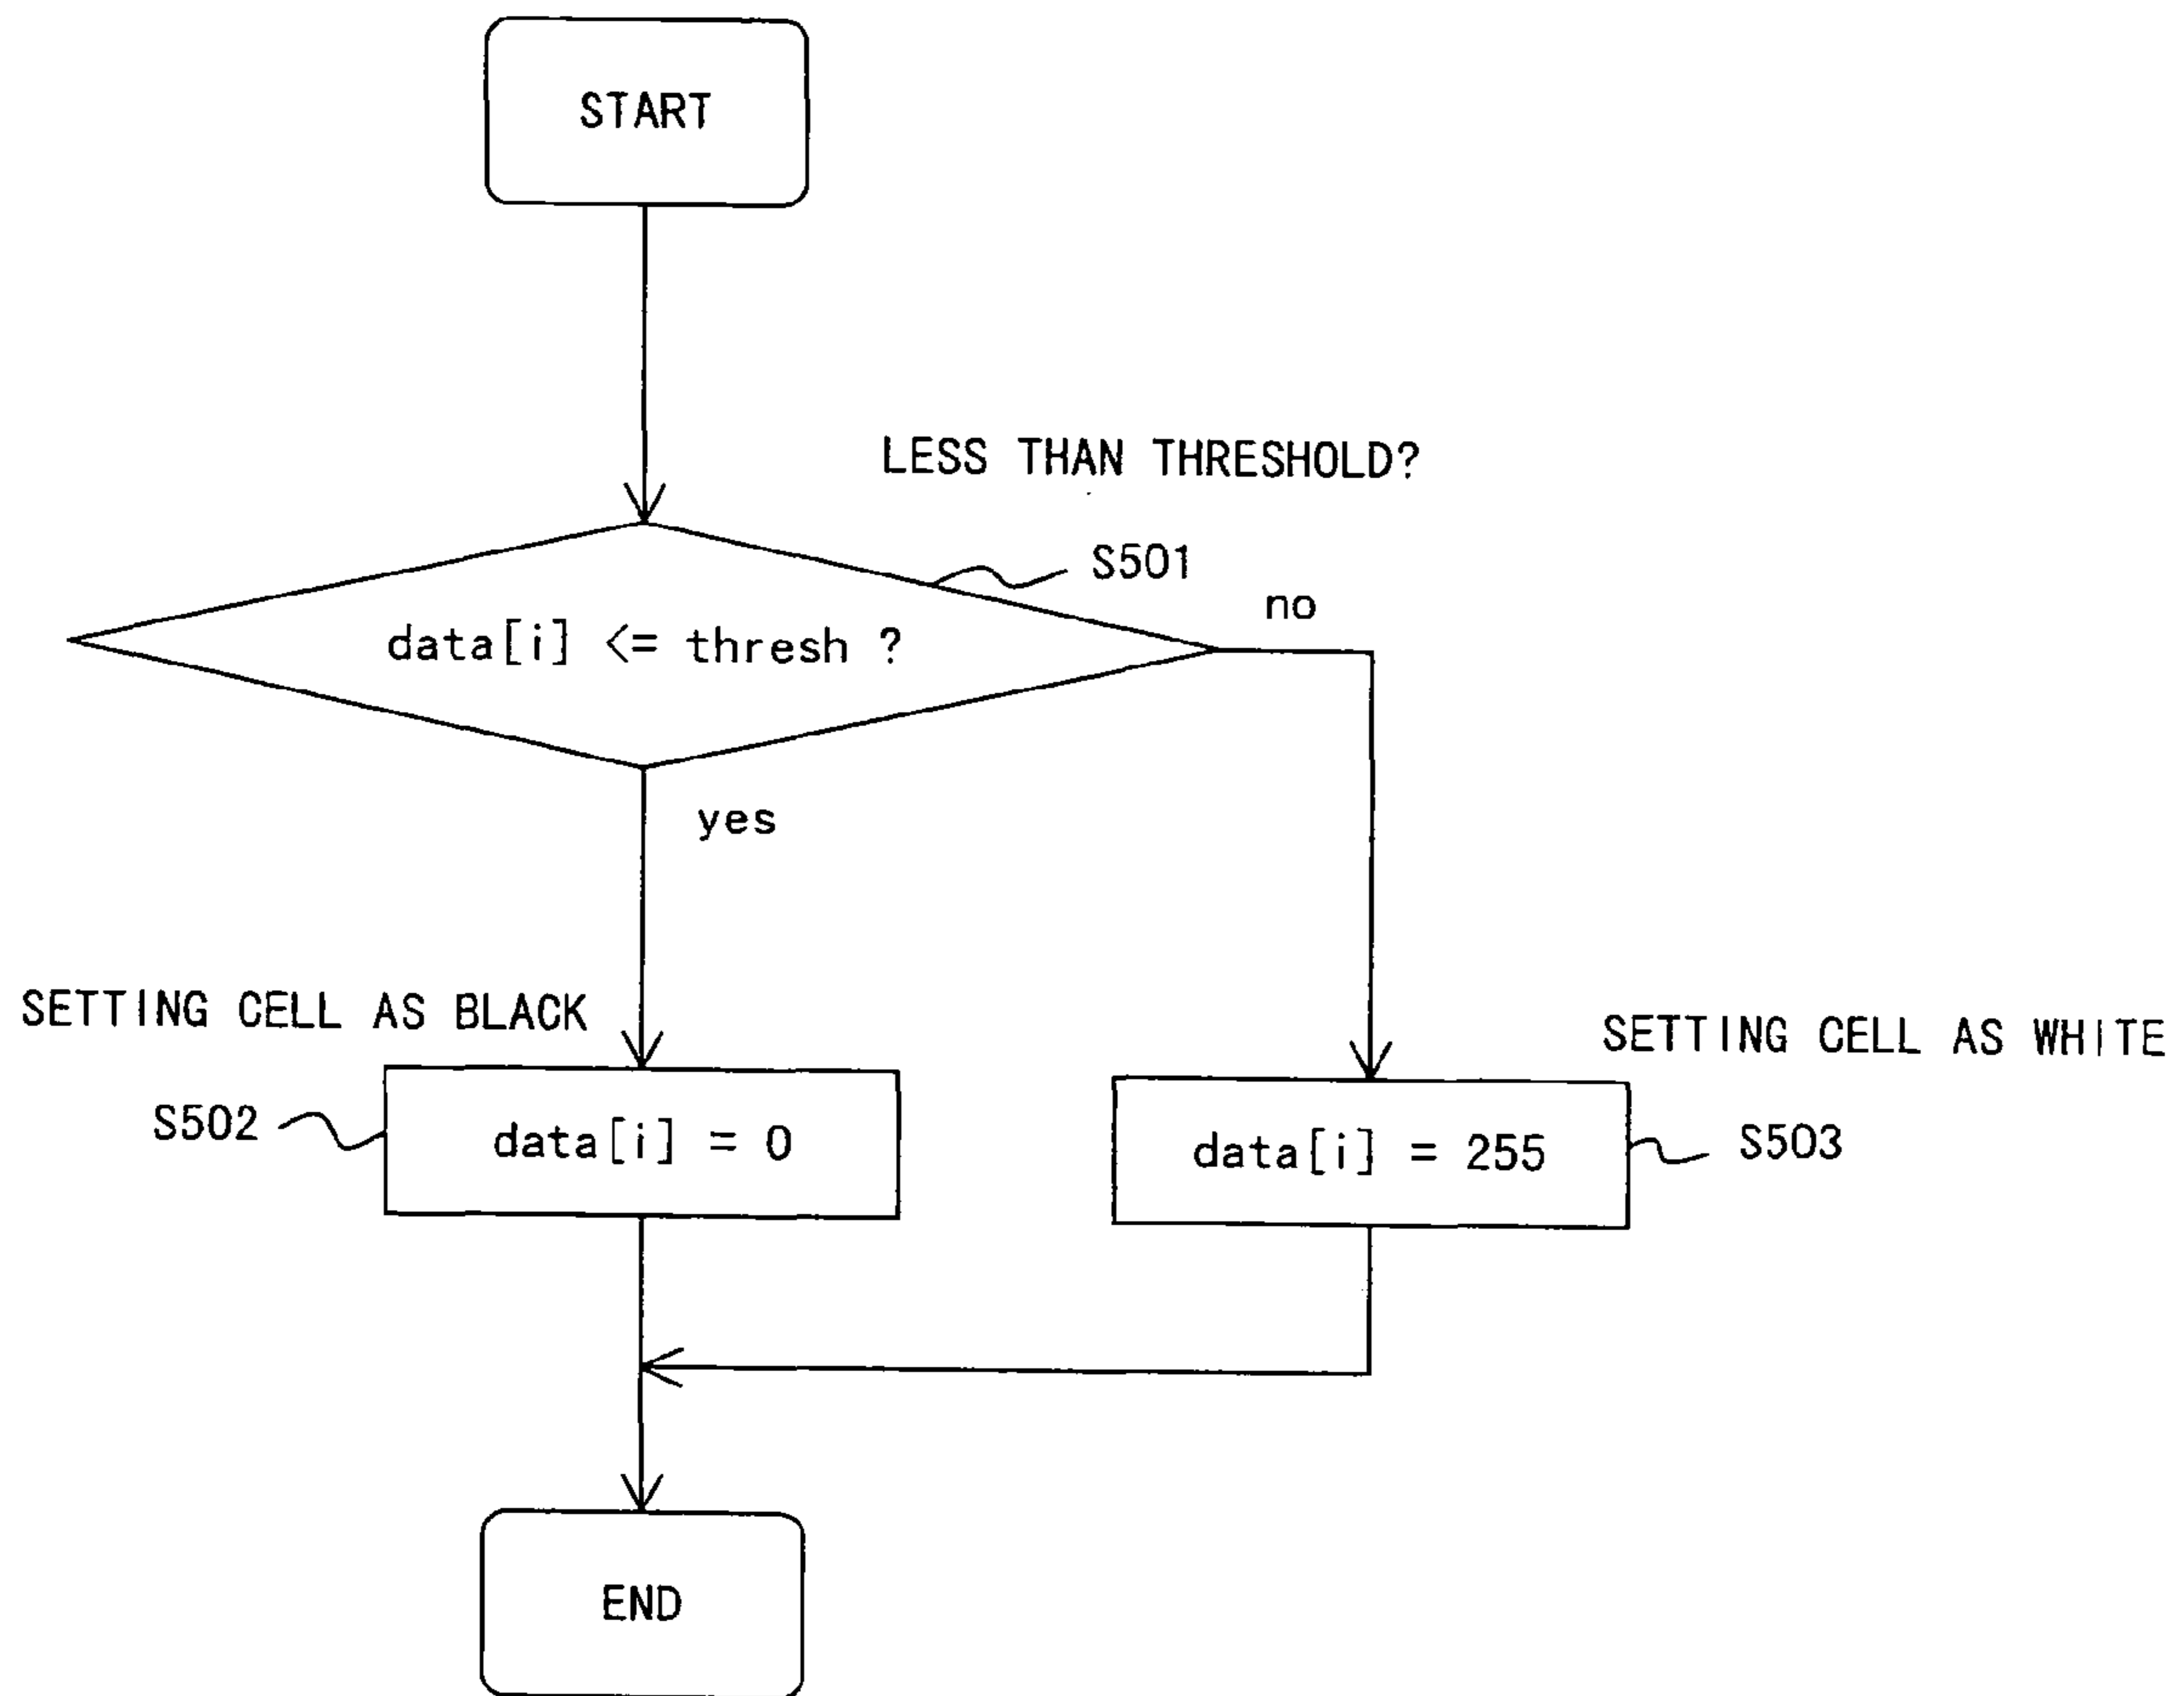 START
LESS THAN THRESHOLD?
S501
no
data[i] <= thresh ?
yes
SETTING CELL AS BLACK
SETTING CELL AS WHITE
S502
data[i] = 0
data[i] = 255
S503
END